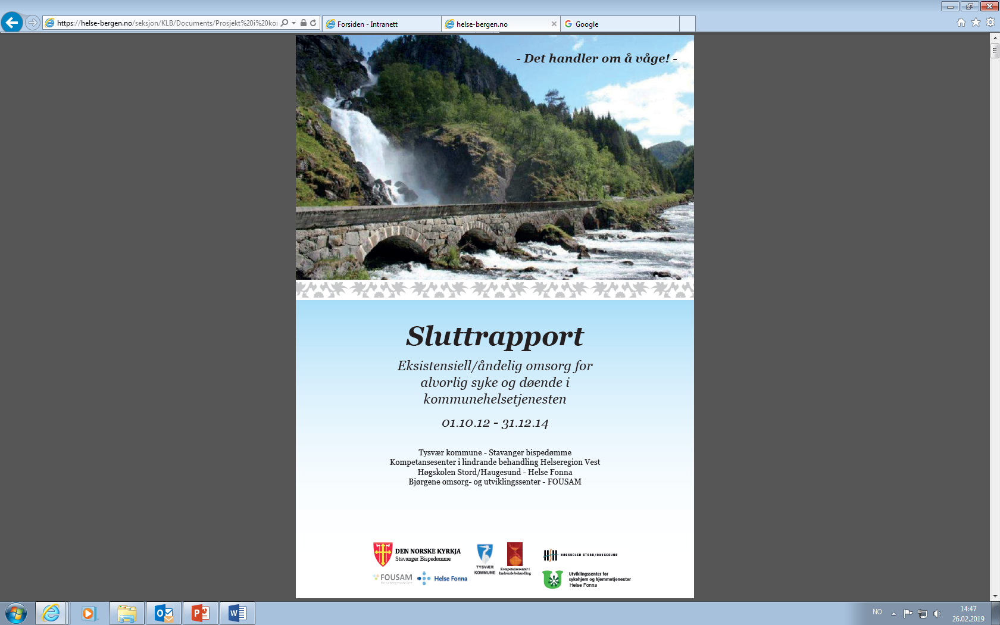 https://helse-bergen.no/seksjon/KLB/Documents/Prosjekt%20i%20ko
Forsiden - Intranett
helse-bergen.no
Google
- Det handler om å våge! -
Sluttrapport
Eksistensiell/åndelig omsorg for
alvorlig syke og døende i
kommunehelsetjenesten
01.10.12 - 31.12.14
Tysvær kommune - Stavanger bispedømme
Kompetansesenter i lindrande behandling Helseregion Vest
Høgskolen Stord/Haugesund - Helse Fonna
Bjørgene omsorg- og utviklingssenter - FOUSAM
DEN NORSKE KYRKJA
Stavanger Bispedømme
TYSVÆR
KOMMUNE
Kompetansesenter i
lindrende behandling
HSH HØGSKOLEN STORD/HAUGESUND
FOUSAM
Helse Fonna
Utviklingssenter for
sykehjem og hjemmetjenester
Helse Fonna
NO
14:47
26.02.2019